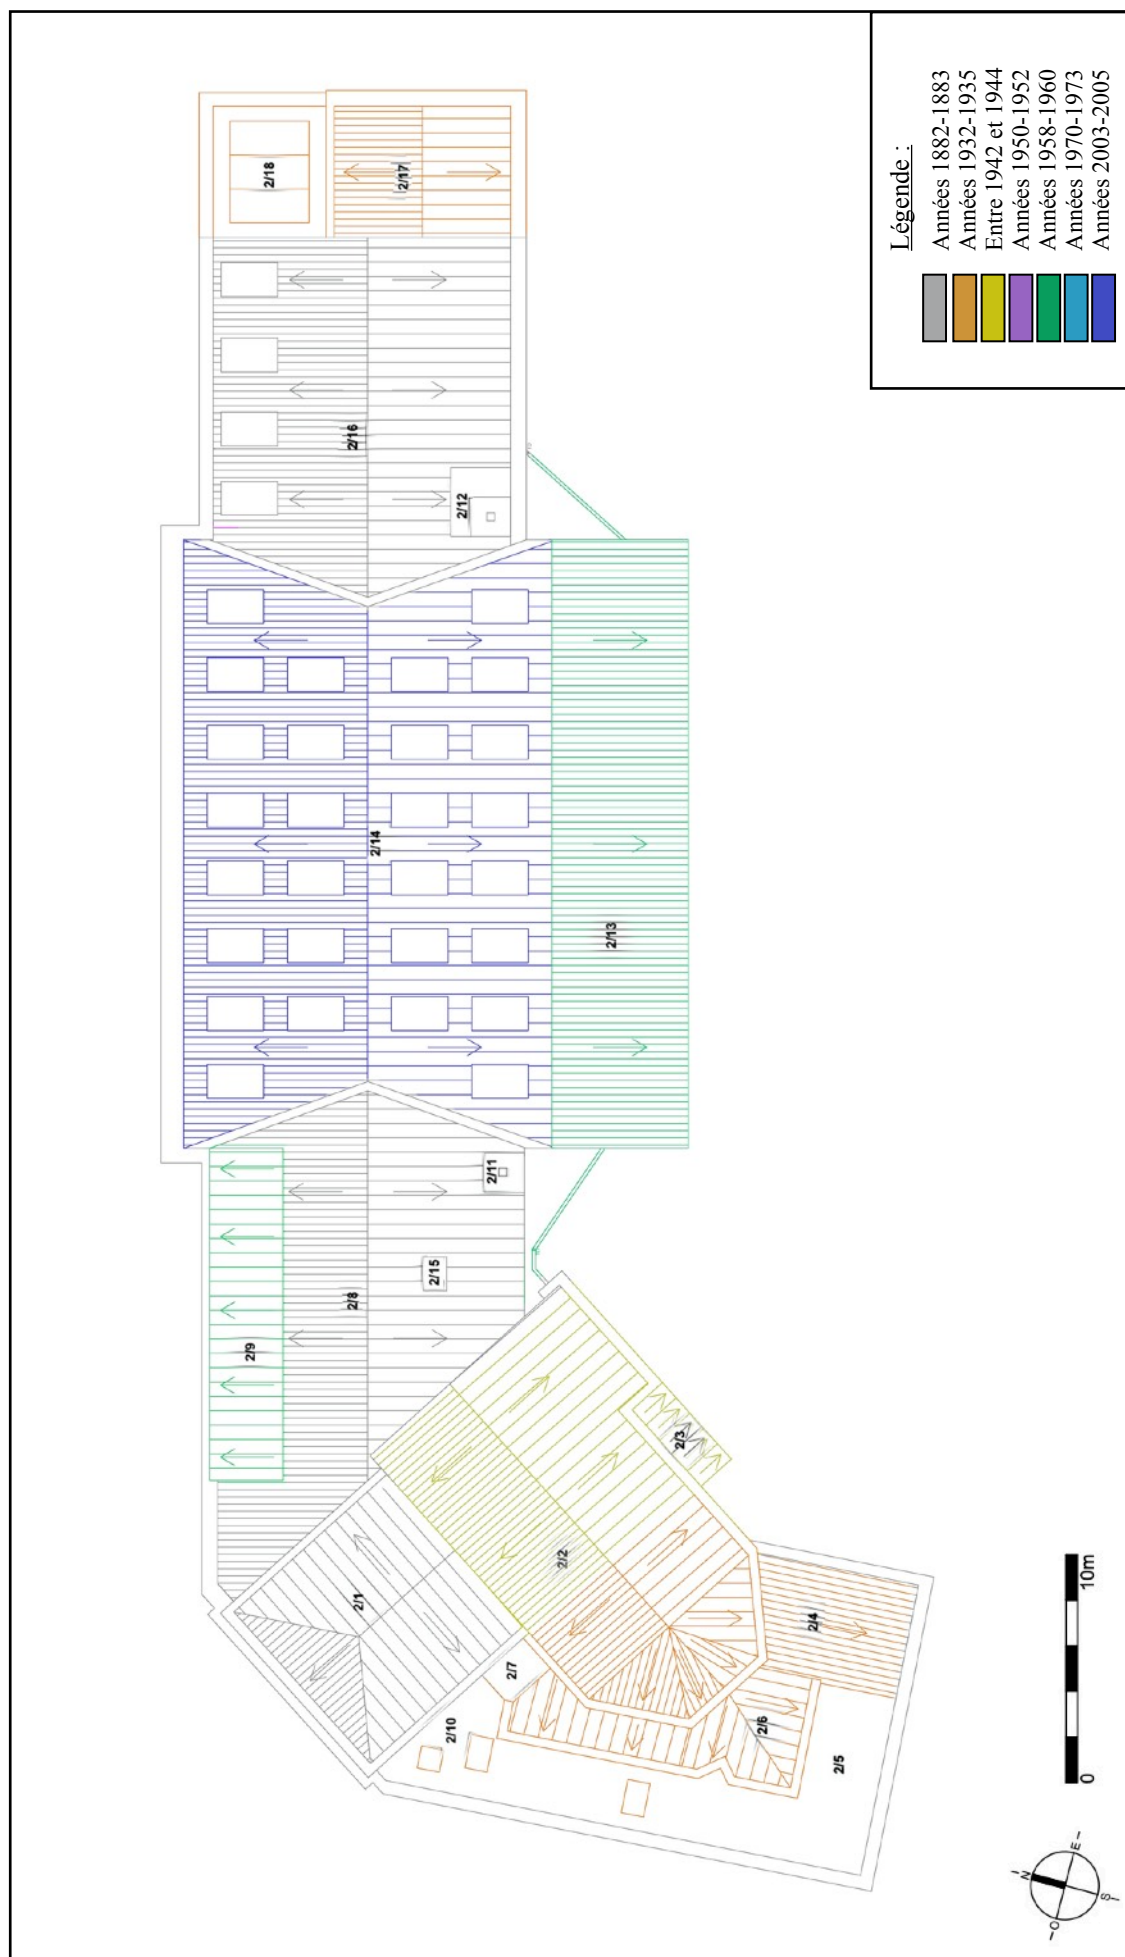 2/18
2/17
2/16
2/12
2/14
2/13
2/11
2/15
2/8
2/9
2/3
2/2
2/1
2/4
2/7
2/6
2/10
2/5
Légende :
Années 1882-1883
Années 1932-1935
Entre 1942 et 1944
Années 1950-1952
Années 1958-1960
Années 1970-1973
Années 2003-2005
0
10m
N
E
S
O